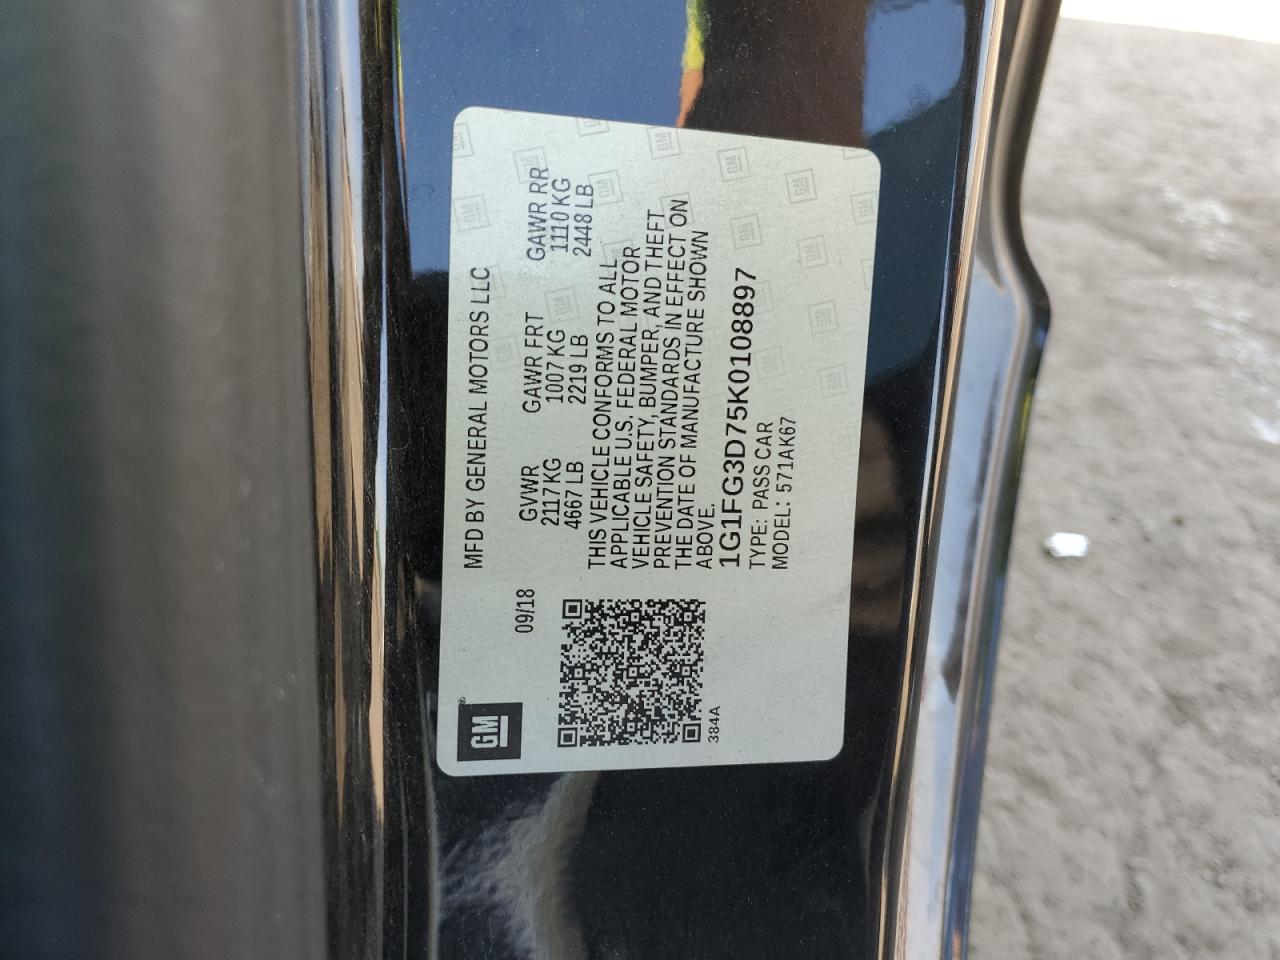 GM
MFD BY GENERAL MOTORS LLC
09/18 GVWR GAWR FRT GAWR RR
2117 KG 1007 KG 1110 KG
4667 LB 2219 LB 2448 LB
THIS VEHICLE CONFORMS TO ALL
APPLICABLE U.S. FEDERAL MOTOR
VEHICLE SAFETY, BUMPER, AND THEFT
PREVENTION STANDARDS IN EFFECT ON
THE DATE OF MANUFACTURE SHOWN
ABOVE.
1G1FG3D75K0108897
TYPE: PASS CAR
MODEL: 571AK67
384A